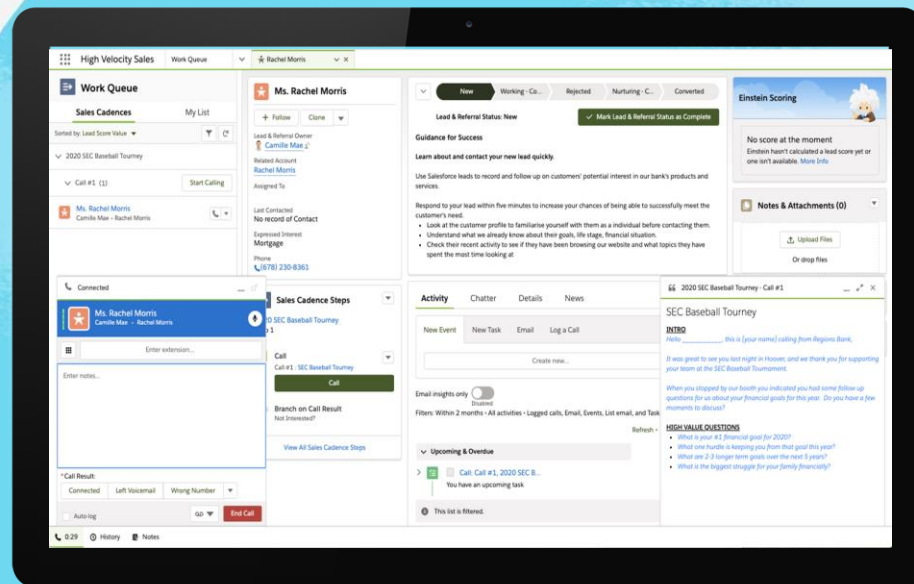 High Velocity Sales
Work Queue
Rachel Morris
Work Queue
Sales Cadences
My List
Sorted by: Lead Score Value
2020 SEC Baseball Tourney
Call #1 (1)
Start Calling
Ms. Rachel Morris
Camille Mae - Rachel Morris
Ms. Rachel Morris
+ Follow
Clone
Lead & Referral Owner
Camille Mae
Related Account
Rachel Morris
Assigned To
Last Contacted
No record of Contact
Expressed Interest
Mortgage
Phone
(678) 230-8361
New
Working - Co...
Rejected
Nurturing - C...
Converted
Lead & Referral Status: New
Mark Lead & Referral Status as Complete
Guidance for Success
Learn about and contact your new lead quickly.
Use Salesforce leads to record and follow up on customers' potential interest in our bank's products and
services.
Respond to your lead within five minutes to increase your chances of being able to successfully meet the
customer's need.
• Look at the customer profile to familiarise yourself with them as a individual before contacting them.
• Understand what we already know about their goals, life stage, financial situation.
• Check their recent activity to see if they have been browsing our website and what topics they have
spent the most time looking at
Einstein Scoring
No score at the moment
Einstein hasn't calculated a lead score yet or
one isn't available. More Info
Notes & Attachments (0)
Upload Files
Or drop files
Connected
Ms. Rachel Morris
Camille Mae - Rachel Morris
Enter extension...
Enter notes...
*Call Result:
Connected
Left Voicemail
Wrong Number
Auto-log
End Call
0:29
History
Notes
Sales Cadence Steps
SEC Baseball Tourney
1
Call
Call #1 : SEC Baseball Tourney
Call
Branch on Call Result
Not Interested?
View All Sales Cadence Steps
Activity
Chatter
Details
News
New Event
New Task
Email
Log a Call
Create new...
Email insights only
Disabled
Filters: Within 2 months • All activities • Logged calls, Email, Events, List email, and Task
Refresh •
Upcoming & Overdue
Call: Call #1, 2020 SEC B...
You have an upcoming task
This list is filtered.
2020 SEC Baseball Tourney - Call #1
SEC Baseball Tourney
INTRO
Hello ____________, this is [your name] calling from Regions Bank,
It was great to see you last night in Hoover, and we thank you for supporting
your team at the SEC Baseball Tournament.
When you stopped by our booth you indicated you had some follow up
questions for us about your financial goals for this year. Do you have a few
moments to discuss?
HIGH VALUE QUESTIONS
• What is your #1 financial goal for 2020?
• What one hurdle is keeping you from that goal this year?
• What are 2-3 longer term goals over the next 5 years?
• What is the biggest struggle for your family financially?